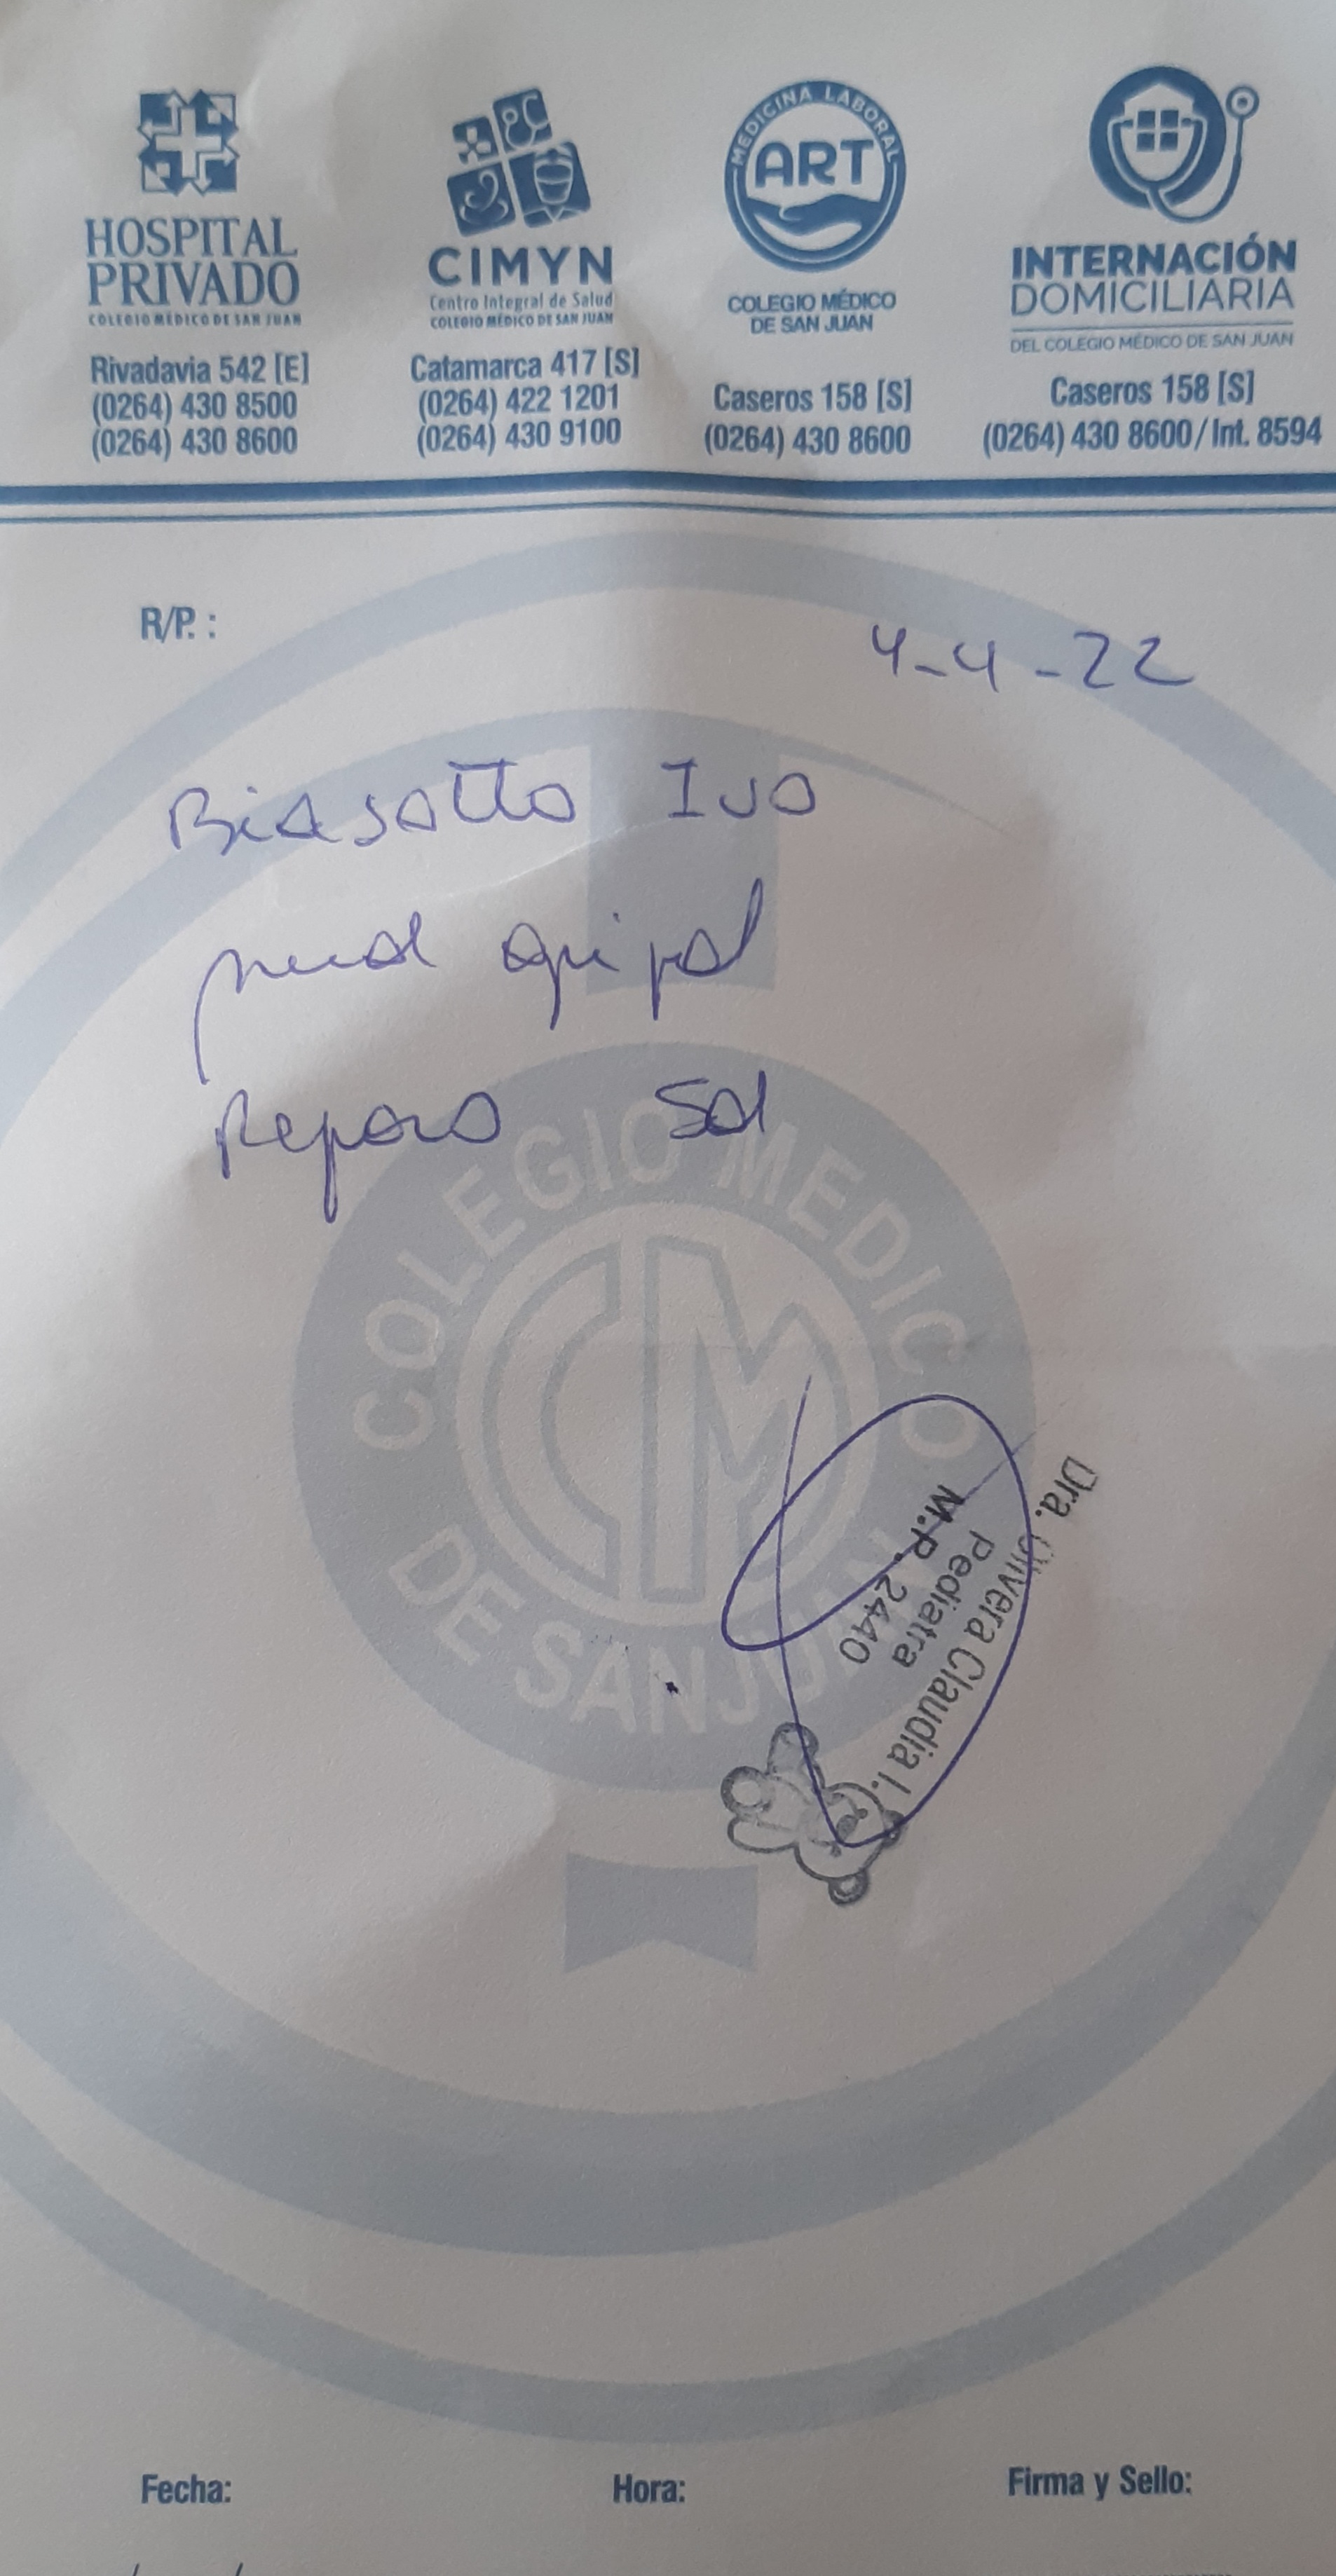 HOSPITAL
PRIVADO
COLEGIO MÉDICO DE SAN JUAN
Rivadavia 542 [E]
(0264) 430 8500
(0264) 430 8600
CIMYN
Centro Integral de Salud
COLEGIO MÉDICO DE SAN JUAN
Catamarca 417 [S]
(0264) 422 1201
(0264) 430 9100
MEDICINA LABORAL
ART
COLEGIO MÉDICO
DE SAN JUAN
Caseros 158 [S]
(0264) 430 8600
INTERNACIÓN
DOMICILIARIA
DEL COLEGIO MÉDICO DE SAN JUAN
Caseros 158 [S]
(0264) 430 8600/Int. 8594
R/P. :
4-4-22
Biasotto Ivo
gripal
Reposo
COLEGIO MEDICO
CM
DE SAN JUAN
Dra. Olivera Claudia I.
Pediatra
M.P. 2440
Fecha:
Hora:
Firma y Sello: